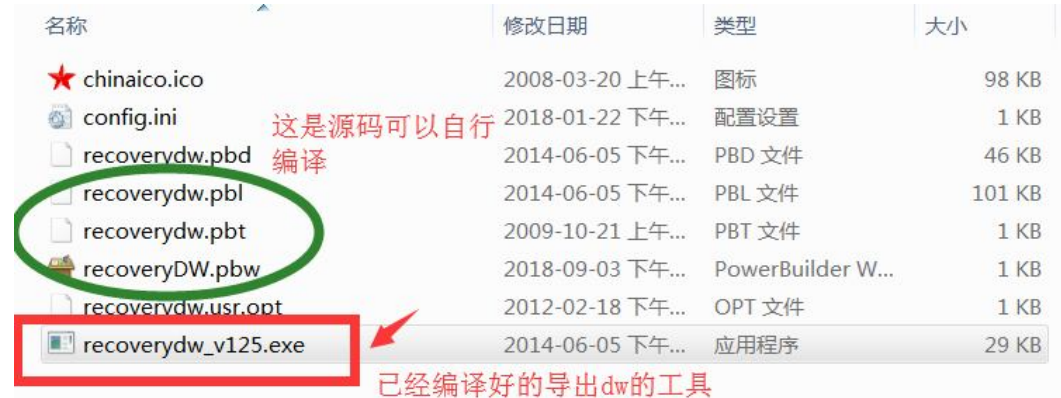 名称 修改日期 类型 大小
chinaico.ico 2008-03-20 上午... 图标 98 KB
config.ini 2018-01-22 下午... 配置设置 1 KB
这是源码可以自行
编译
recoverydw.pbd 2014-06-05 下午... PBD 文件 46 KB
recoverydw.pbl 2014-06-05 下午... PBL 文件 101 KB
recoverydw.pbt 2009-10-21 上午... PBT 文件 1 KB
recoveryDW.pbw 2018-09-03 下午... PowerBuilder W... 1 KB
recoverydw.usr.opt 2012-02-18 下午... OPT 文件 1 KB
recoverydw_v125.exe 2014-06-05 下午... 应用程序 29 KB
已经编译好的导出dw的工具